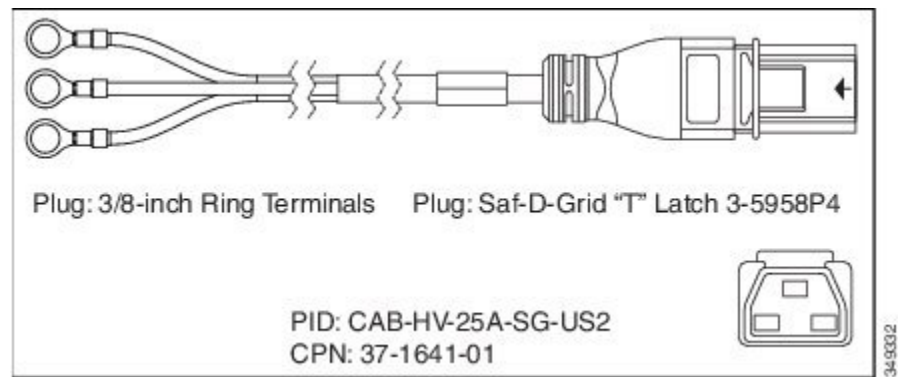 Plug: 3/8-inch Ring Terminals Plug: Saf-D-Grid “T” Latch 3-5958P4
PID: CAB-HV-25A-SG-US2
CPN: 37-1641-01
349332